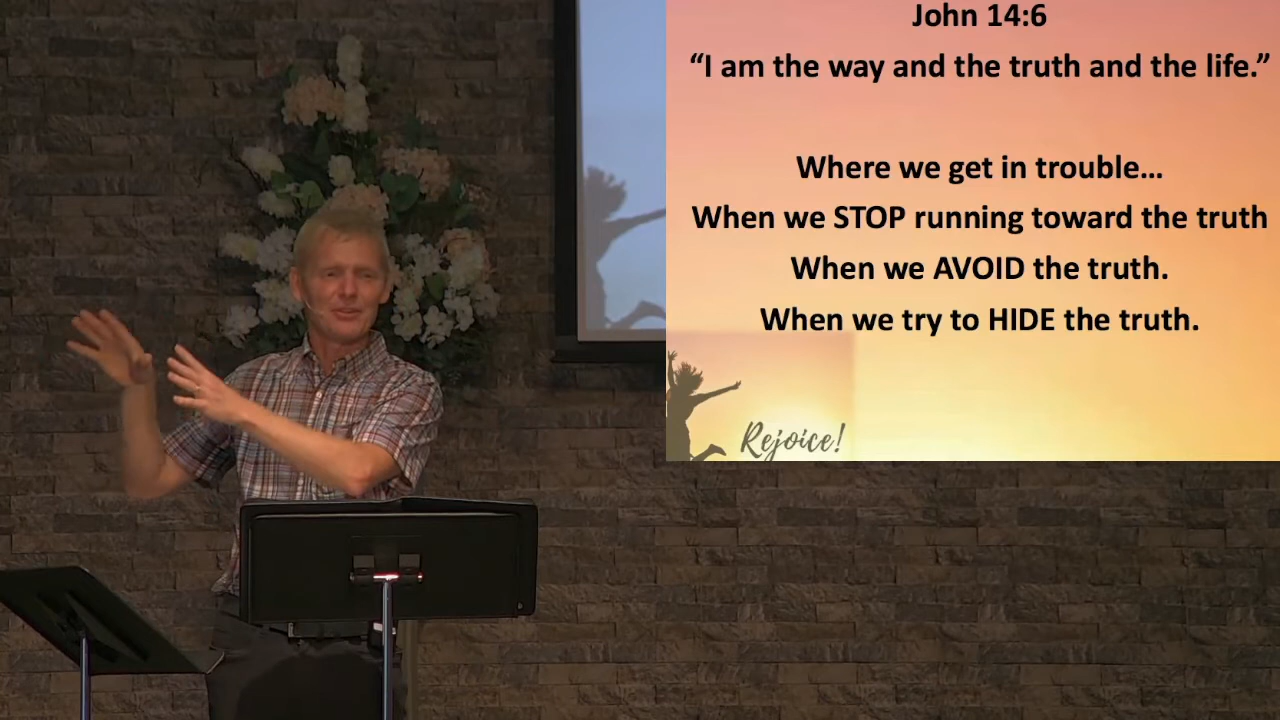 John 14:6
“I am the way and the truth and the life.”
Where we get in trouble...
When we STOP running toward the truth
When we AVOID the truth.
When we try to HIDE the truth.
Rejoice!